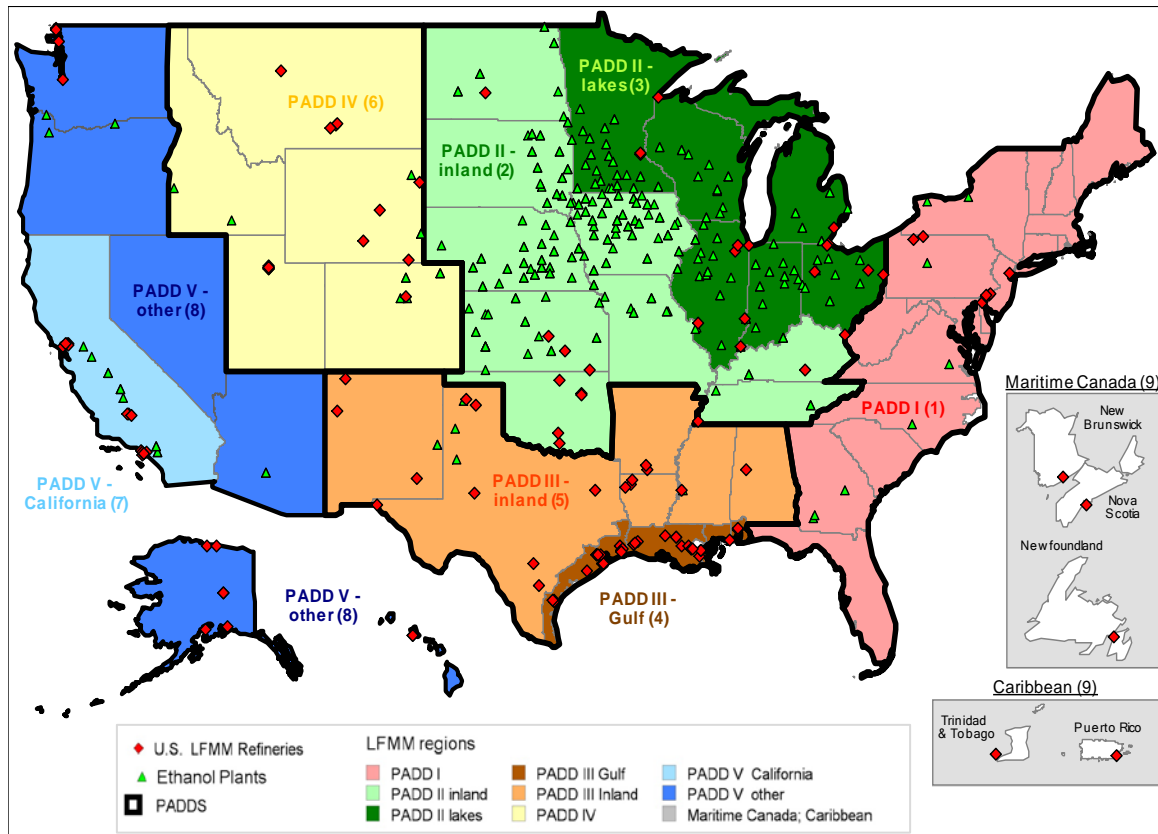 PADD II -
lakes (3)
PADD IV (6)
PADD II -
inland (2)
PADD V -
other (8)
PADD I (1)
Maritime Canada (9)
New
Brunswick
Nova
Scotia
Newfoundland
PADD V -
California (7)
PADD III -
inland (5)
PADD V -
other (8)
PADD III -
Gulf (4)
Caribbean (9)
Trinidad
& Tobago
Puerto Rico
U.S. LFMM Refineries
Ethanol Plants
PADDS
LFMM regions
PADD I
PADD II inland
PADD II lakes
PADD III Gulf
PADD III Inland
PADD IV
PADD V California
PADD V other
Maritime Canada; Caribbean